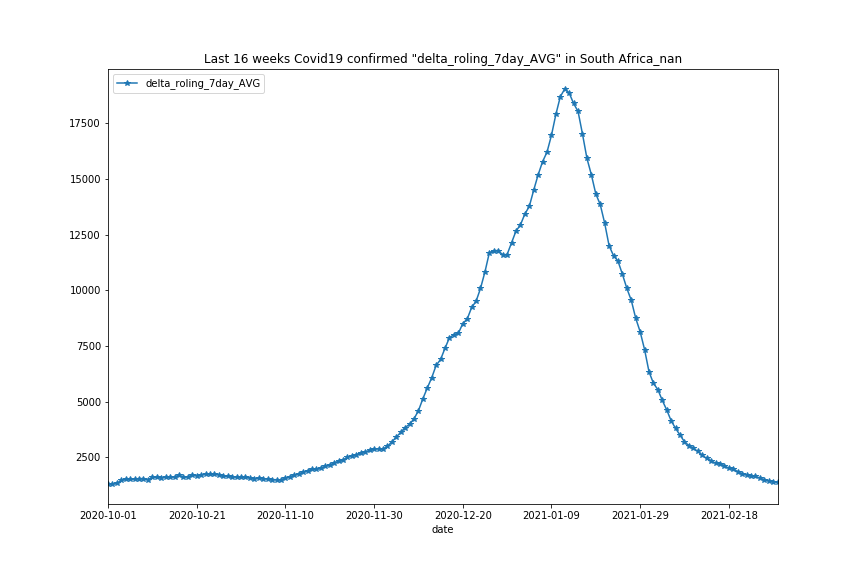 Last 16 weeks Covid19 confirmed "delta_roling_7day_AVG" in South Africa_nan
delta_roling_7day_AVG
17500
15000
12500
10000
7500
5000
2500
2020-10-01 2020-10-21 2020-11-10 2020-11-30 2020-12-20 2021-01-09 2021-01-29 2021-02-18
date